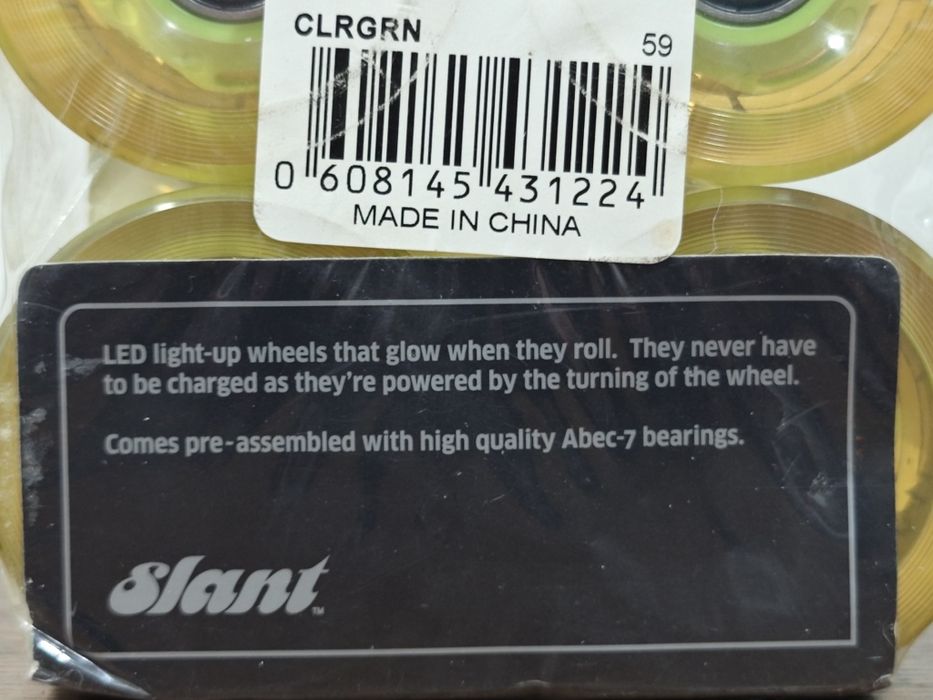 CLRGRN
59
0 608145 431224
MADE IN CHINA
LED light-up wheels that glow when they roll. They never have
to be charged as they're powered by the turning of the wheel.
Comes pre-assembled with high quality Abec-7 bearings.
Slant™